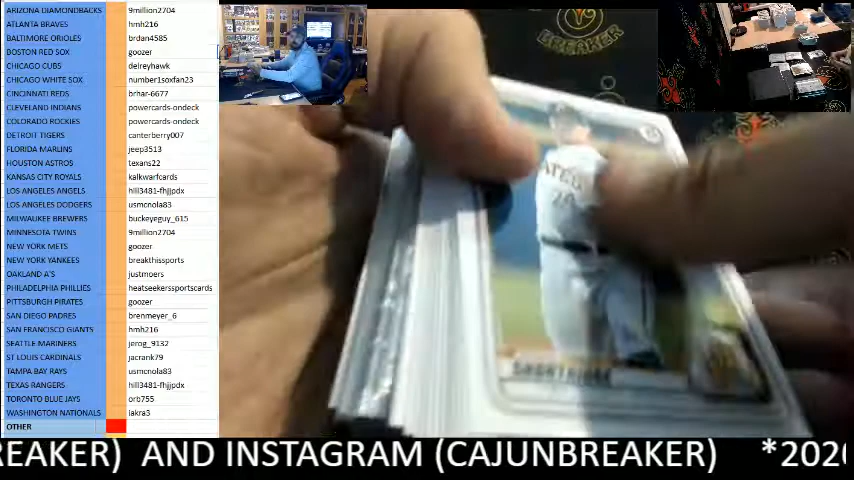 ARIZONA DIAMONDBACKS 9million2704
ATLANTA BRAVES hmh216
BALTIMORE ORIOLES brdan4585
BOSTON RED SOX goozer
CHICAGO CUBS delreyhawk
CHICAGO WHITE SOX number1soxfan23
CINCINNATI REDS brhar-6677
CLEVELAND INDIANS powercards-ondeck
COLORADO ROCKIES powercards-ondeck
DETROIT TIGERS canterbery007
FLORIDA MARLINS jeep3513
HOUSTON ASTROS texans22
KANSAS CITY ROYALS kalkwarfcards
LOS ANGELES ANGELS hill3481-fhjjpdx
LOS ANGELES DODGERS usmcnola83
MILWAUKEE BREWERS buckeyeguy_615
MINNESOTA TWINS 9million2704
NEW YORK METS goozer
NEW YORK YANKEES breakthissports
OAKLAND A'S justmoers
PHILADELPHIA PHILLIES heatseekerssportscards
PITTSBURGH PIRATES goozer
SAN DIEGO PADRES brenmeyer_6
SAN FRANCISCO GIANTS hmh216
SEATTLE MARINERS jerog_9132
ST LOUIS CARDINALS jacrank79
TAMPA BAY RAYS usmcnola83
TEXAS RANGERS hill3481-fhjjpdx
TORONTO BLUE JAYS orb755
WASHINGTON NATIONALS
OTHER
BREAKER
REAKER) AND INSTAGRAM (CAJUNBREAKER) *202